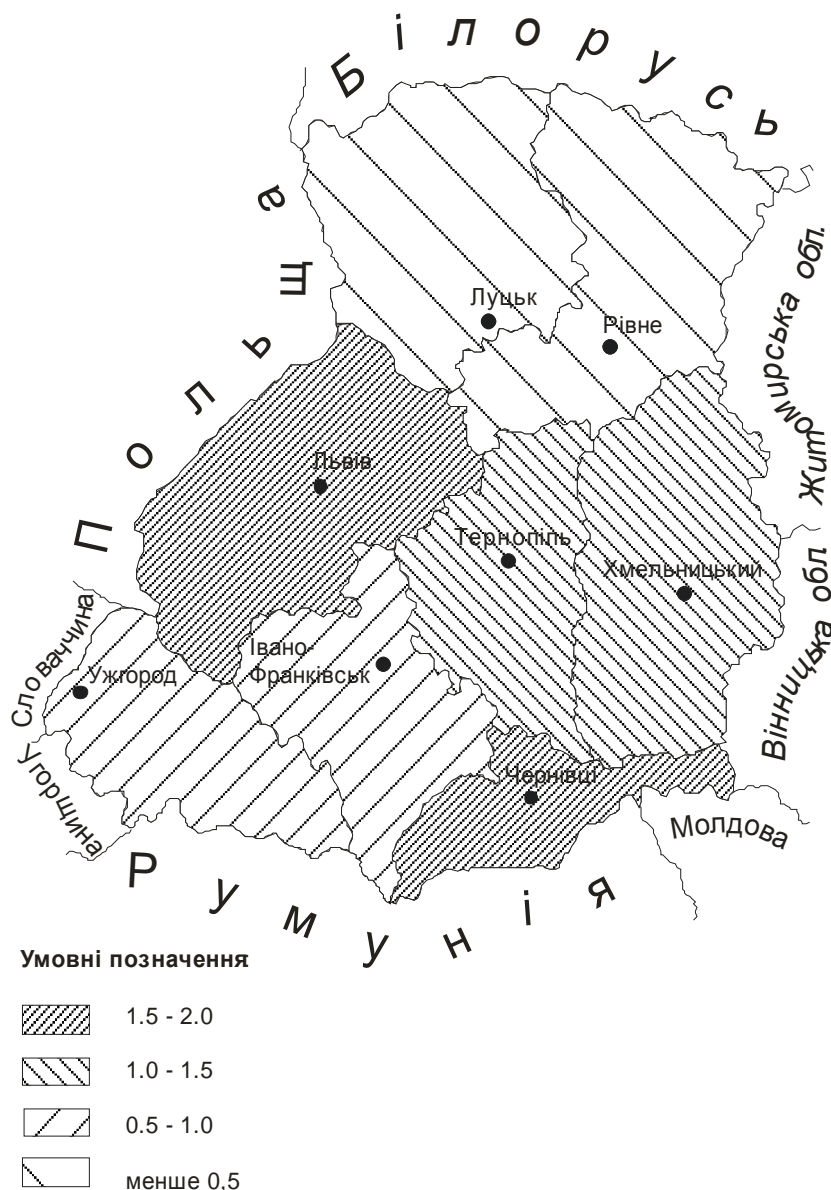 Білорусь
Польща
Луцьк
Рівне
Житомирська обл.
Львів
Тернопіль
Хмельницький
Вінницька обл.
Словаччина
Ужгород
Івано-
Франківськ
Угорщина
Чернівці
Молдова
Румунія
Умовні позначення
1.5 - 2.0
1.0 - 1.5
0.5 - 1.0
менше 0,5